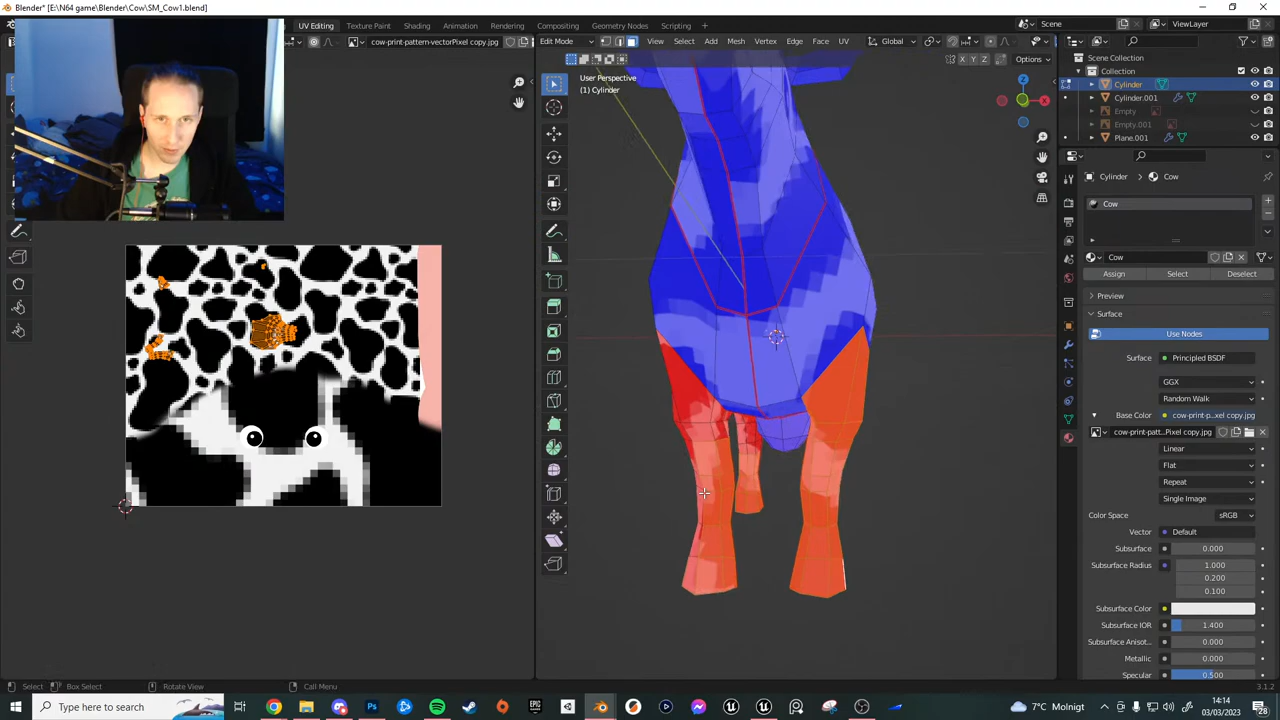 Blender* [E:\N64 game\Blender\Cow\SM_Cow1.blend]
UV Editing
Texture Paint
Shading
Animation
Rendering
Compositing
Geometry Nodes
Scripting
+
Scene
ViewLayer
cow-print-pattern-vectorPixel copy.jpg
Edit Mode
View
Select
Add
Mesh
Vertex
Edge
Face
UV
Global
X
Y
Z
Options
User Perspective
(1) Cylinder
Z
X
Scene Collection
Collection
Cylinder
Cylinder.001
Empty
Empty.001
Plane.001
Cylinder
Cow
Cow
Cow
Assign
Select
Deselect
Preview
Surface
Use Nodes
Surface
Principled BSDF
GGX
Random Walk
Base Color
cow-print-p...xel copy.jpg
cow-print-patt...Pixel copy.jpg
Linear
Flat
Repeat
Single Image
Color Space
sRGB
Vector
Default
Subsurface
0.000
Subsurface Radius
1.000
0.200
0.100
Subsurface Color
Subsurface IOR
1.400
Subsurface Anisot...
0.000
Metallic
0.000
Specular
0.500
Select
Box Select
Rotate View
Call Menu
3.1.2
Type here to search
7°C Molnigt
14:14
03/03/2023